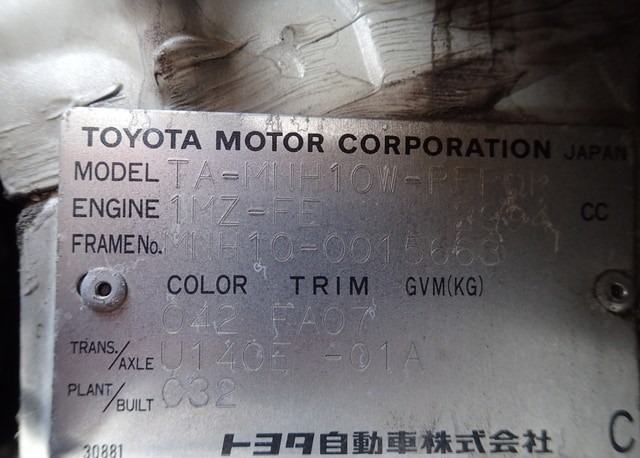 TOYOTA MOTOR CORPORATION JAPAN
MODEL TA-MNH10W-
ENGINE 1MZ-FE CC
FRAME No. MNH10-0015653
COLOR TRIM GVM(KG)
042 FA07
TRANS./AXLE U140E -01A
PLANT/BUILT C32
30881 トヨタ自動車株式会社 C